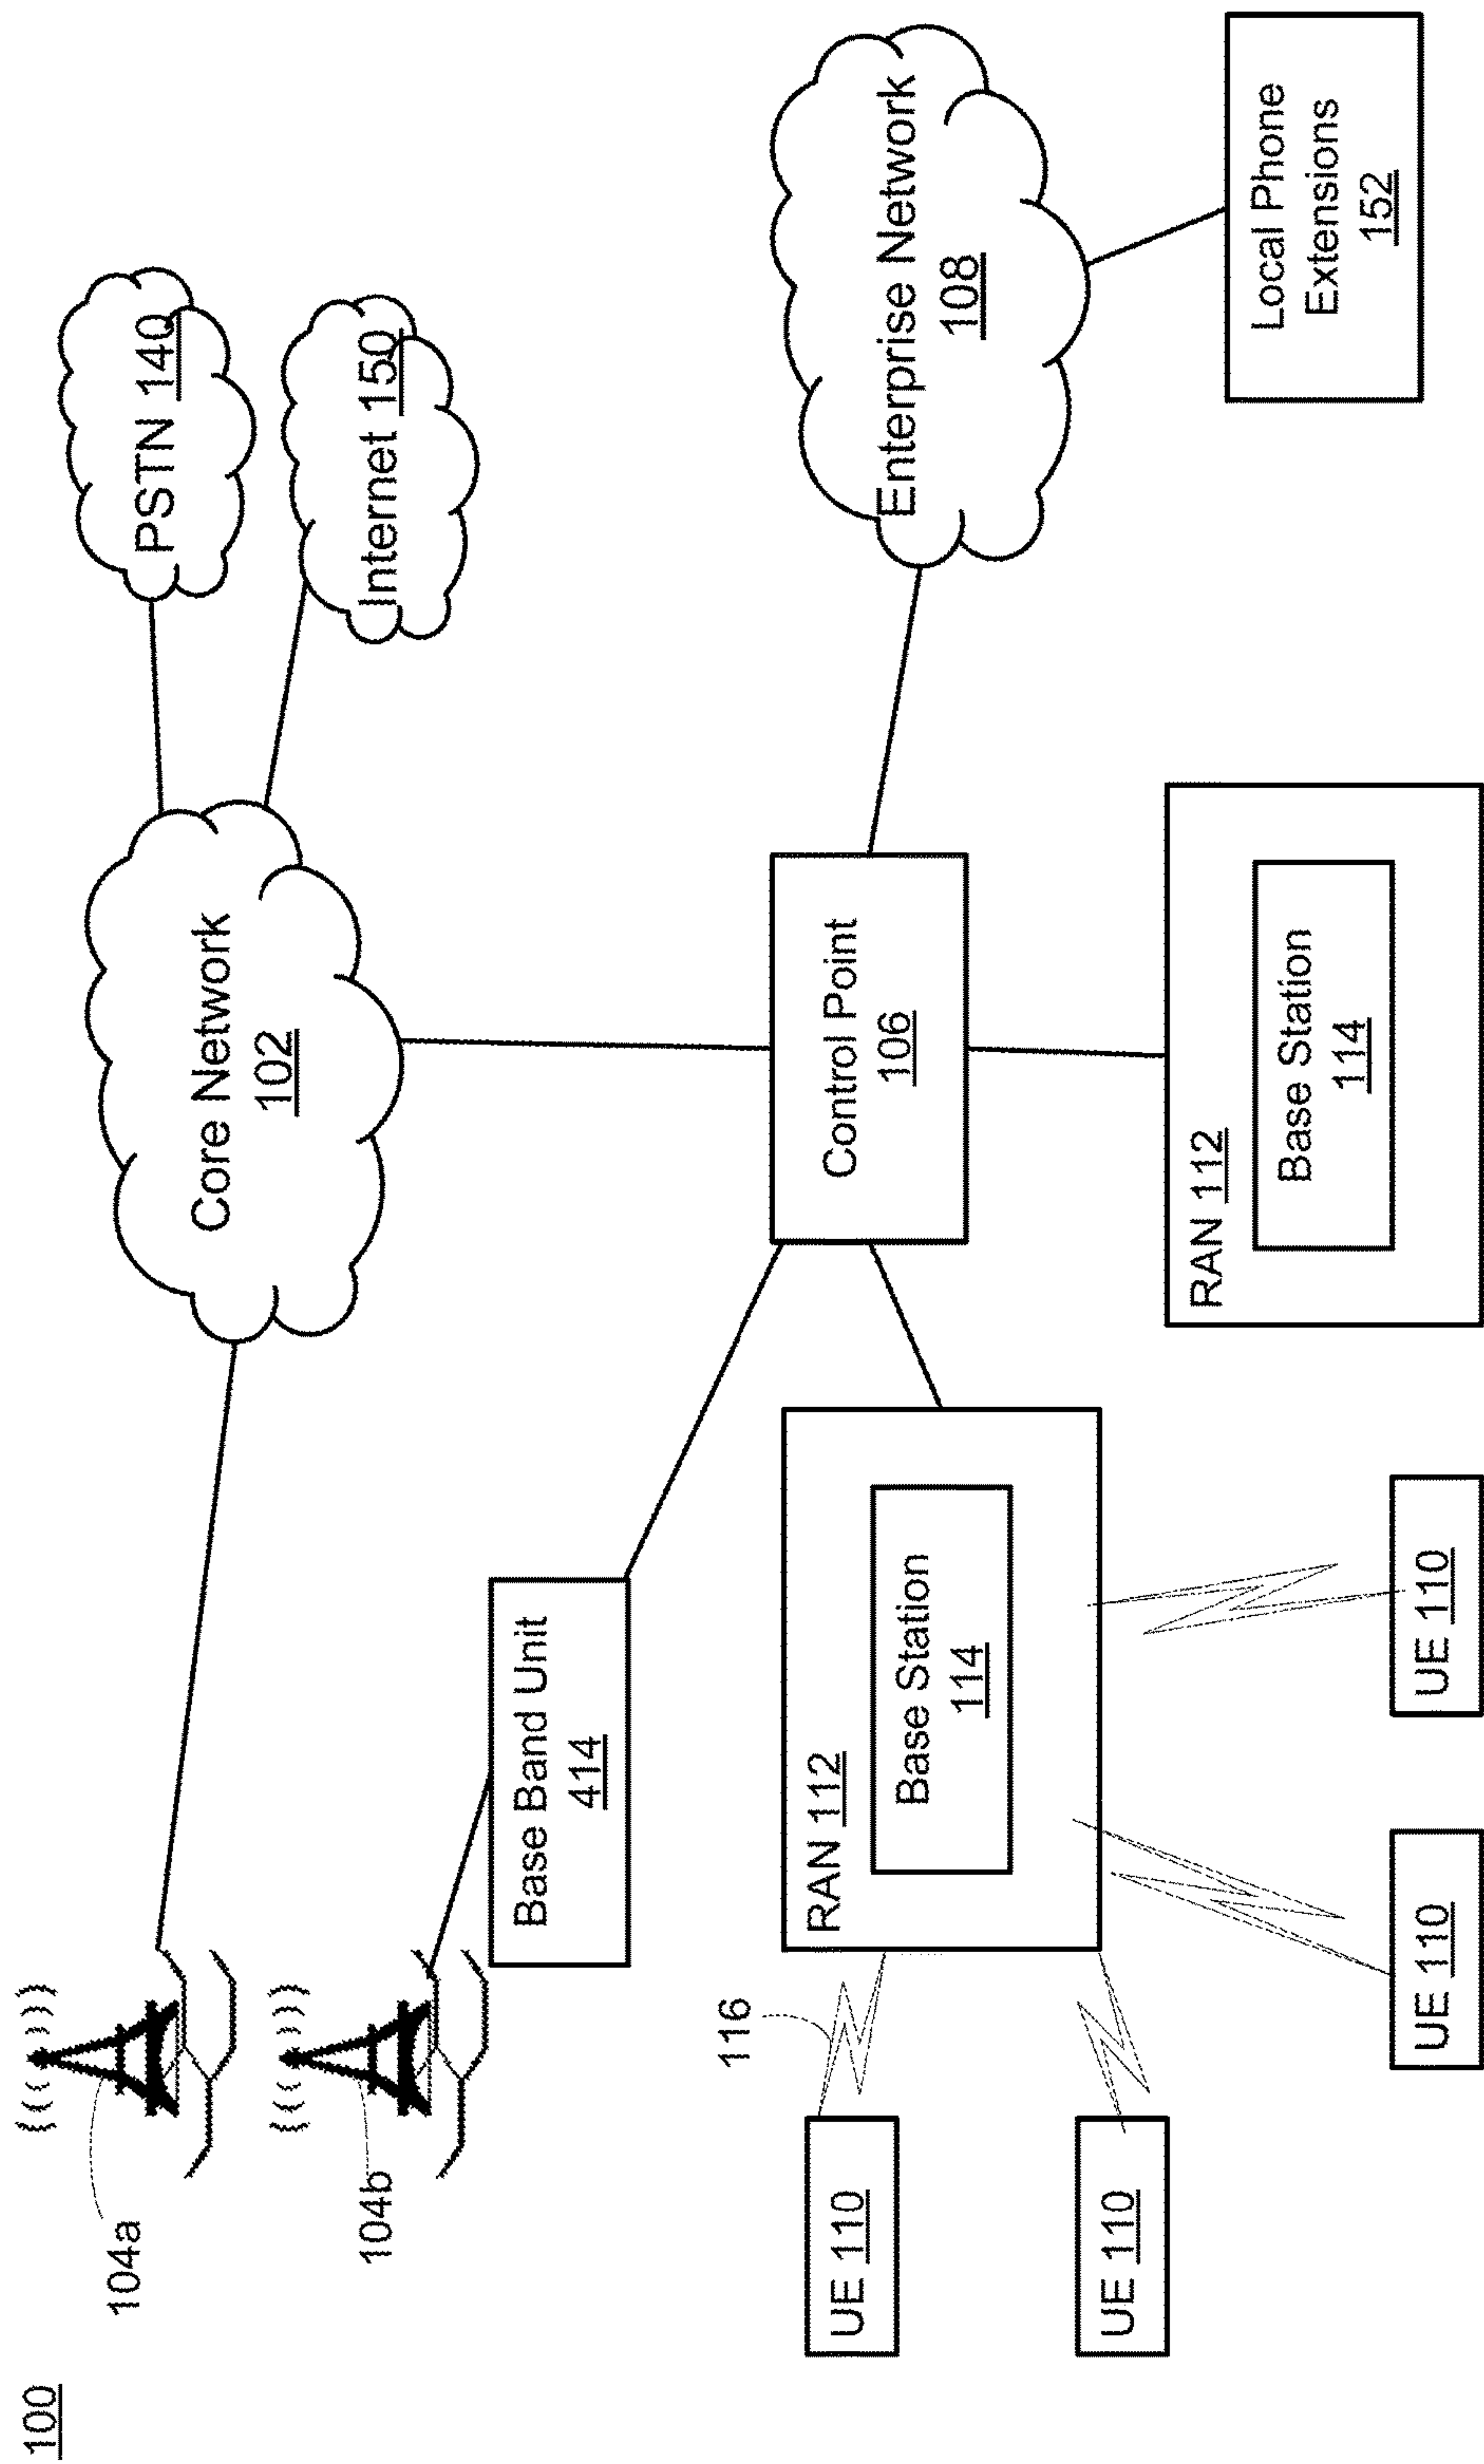 100
104a
104b
PSTN 140
Internet 150
Core Network
102
Base Band Unit
414
Control Point
106
Enterprise Network
108
Local Phone
Extensions
152
RAN 112
Base Station
114
RAN 112
Base Station
114
116
UE 110
UE 110
UE 110
UE 110